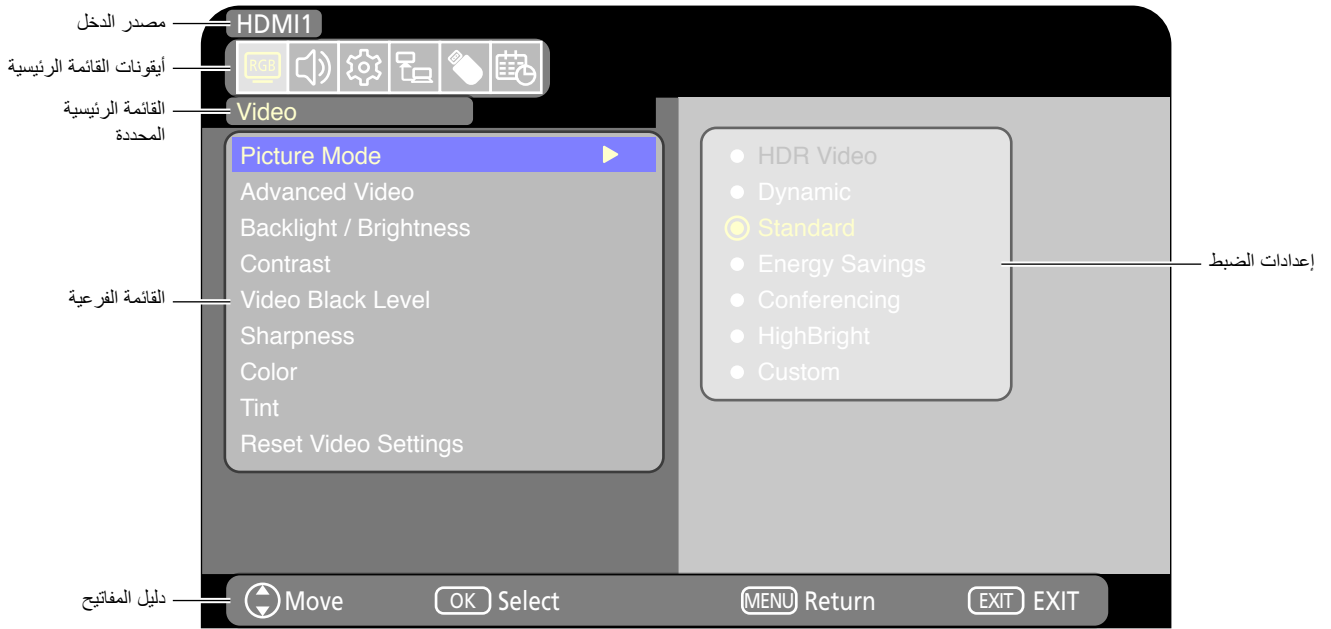 مصدر الدخل
HDMI1
أيقونات القائمة الرئيسية
RGB
القائمة الرئيسية
المحددة
Video
Picture Mode
Advanced Video
Backlight / Brightness
Contrast
Video Black Level
Sharpness
Color
Tint
Reset Video Settings
القائمة الفرعية
HDR Video
Dynamic
Standard
Energy Savings
Conferencing
HighBright
Custom
إعدادات الضبط
دليل المفاتيح
Move
OK Select
MENU Return
EXIT EXIT